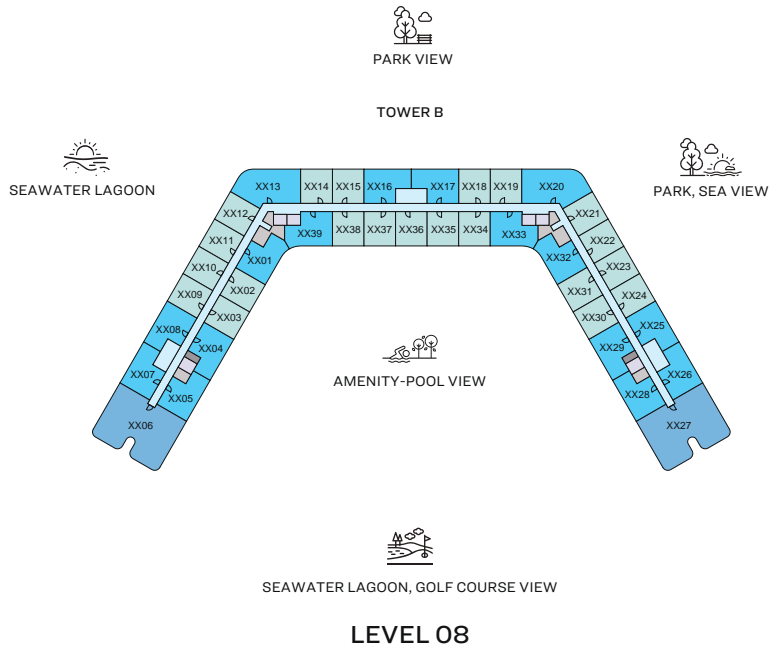 PARK VIEW
TOWER B
SEAWATER LAGOON
PARK, SEA VIEW
XX13
XX14
XX15
XX16
XX17
XX18
XX19
XX20
XX12
XX21
XX39
XX38
XX37
XX36
XX35
XX34
XX33
XX11
XX22
XX01
XX32
XX10
XX23
XX02
XX31
XX09
XX24
XX03
XX30
XX08
XX25
XX04
XX29
XX07
XX26
XX05
XX28
XX06
XX27
AMENITY-POOL VIEW
SEAWATER LAGOON, GOLF COURSE VIEW
LEVEL 08